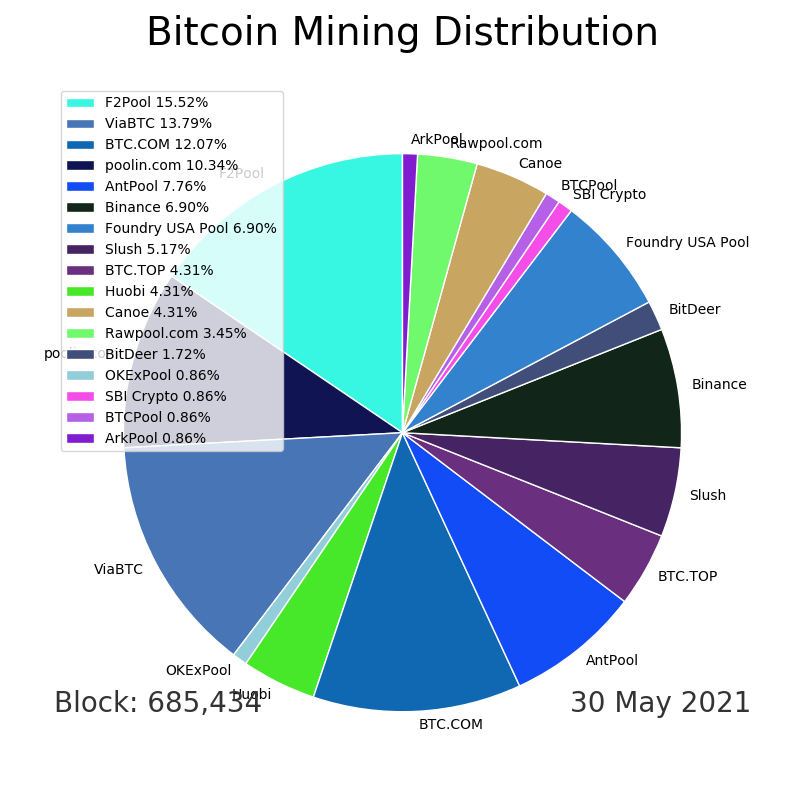 Bitcoin Mining Distribution
F2Pool 15.52%
ViaBTC 13.79%
BTC.COM 12.07%
poolin.com 10.34%
AntPool 7.76%
Binance 6.90%
Foundry USA Pool 6.90%
Slush 5.17%
BTC.TOP 4.31%
Huobi 4.31%
Canoe 4.31%
Rawpool.com 3.45%
BitDeer 1.72%
OKExPool 0.86%
SBI Crypto 0.86%
BTCPool 0.86%
ArkPool 0.86%
ArkPool
Rawpool.com
Canoe
BTCPool
SBI Crypto
Foundry USA Pool
BitDeer
Binance
Slush
BTC.TOP
AntPool
BTC.COM
Huobi
OKExPool
ViaBTC
poolin.com
F2Pool
Block: 685,434
30 May 2021